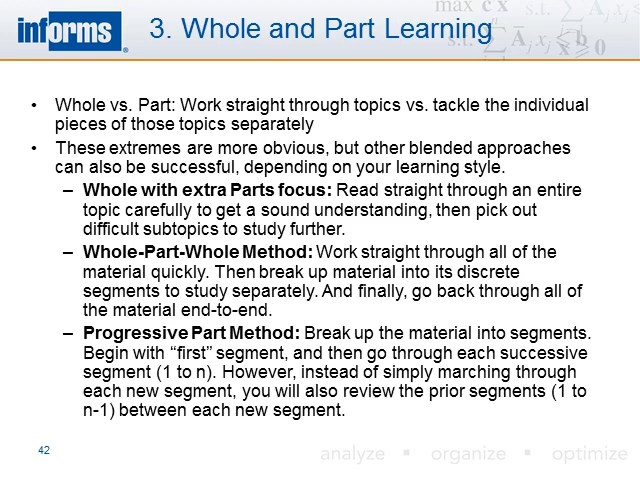 informs®
3. Whole and Part Learning
max c x
s.t.
• Whole vs. Part: Work straight through topics vs. tackle the individual
pieces of those topics separately
• These extremes are more obvious, but other blended approaches
can also be successful, depending on your learning style.
– Whole with extra Parts focus: Read straight through an entire
topic carefully to get a sound understanding, then pick out
difficult subtopics to study further.
– Whole-Part-Whole Method: Work straight through all of the
material quickly. Then break up material into its discrete
segments to study separately. And finally, go back through all of
the material end-to-end.
– Progressive Part Method: Break up the material into segments.
Begin with “first” segment, and then go through each successive
segment (1 to n). However, instead of simply marching through
each new segment, you will also review the prior segments (1 to
n-1) between each new segment.
42
analyze ▪ organize ▪ optimize